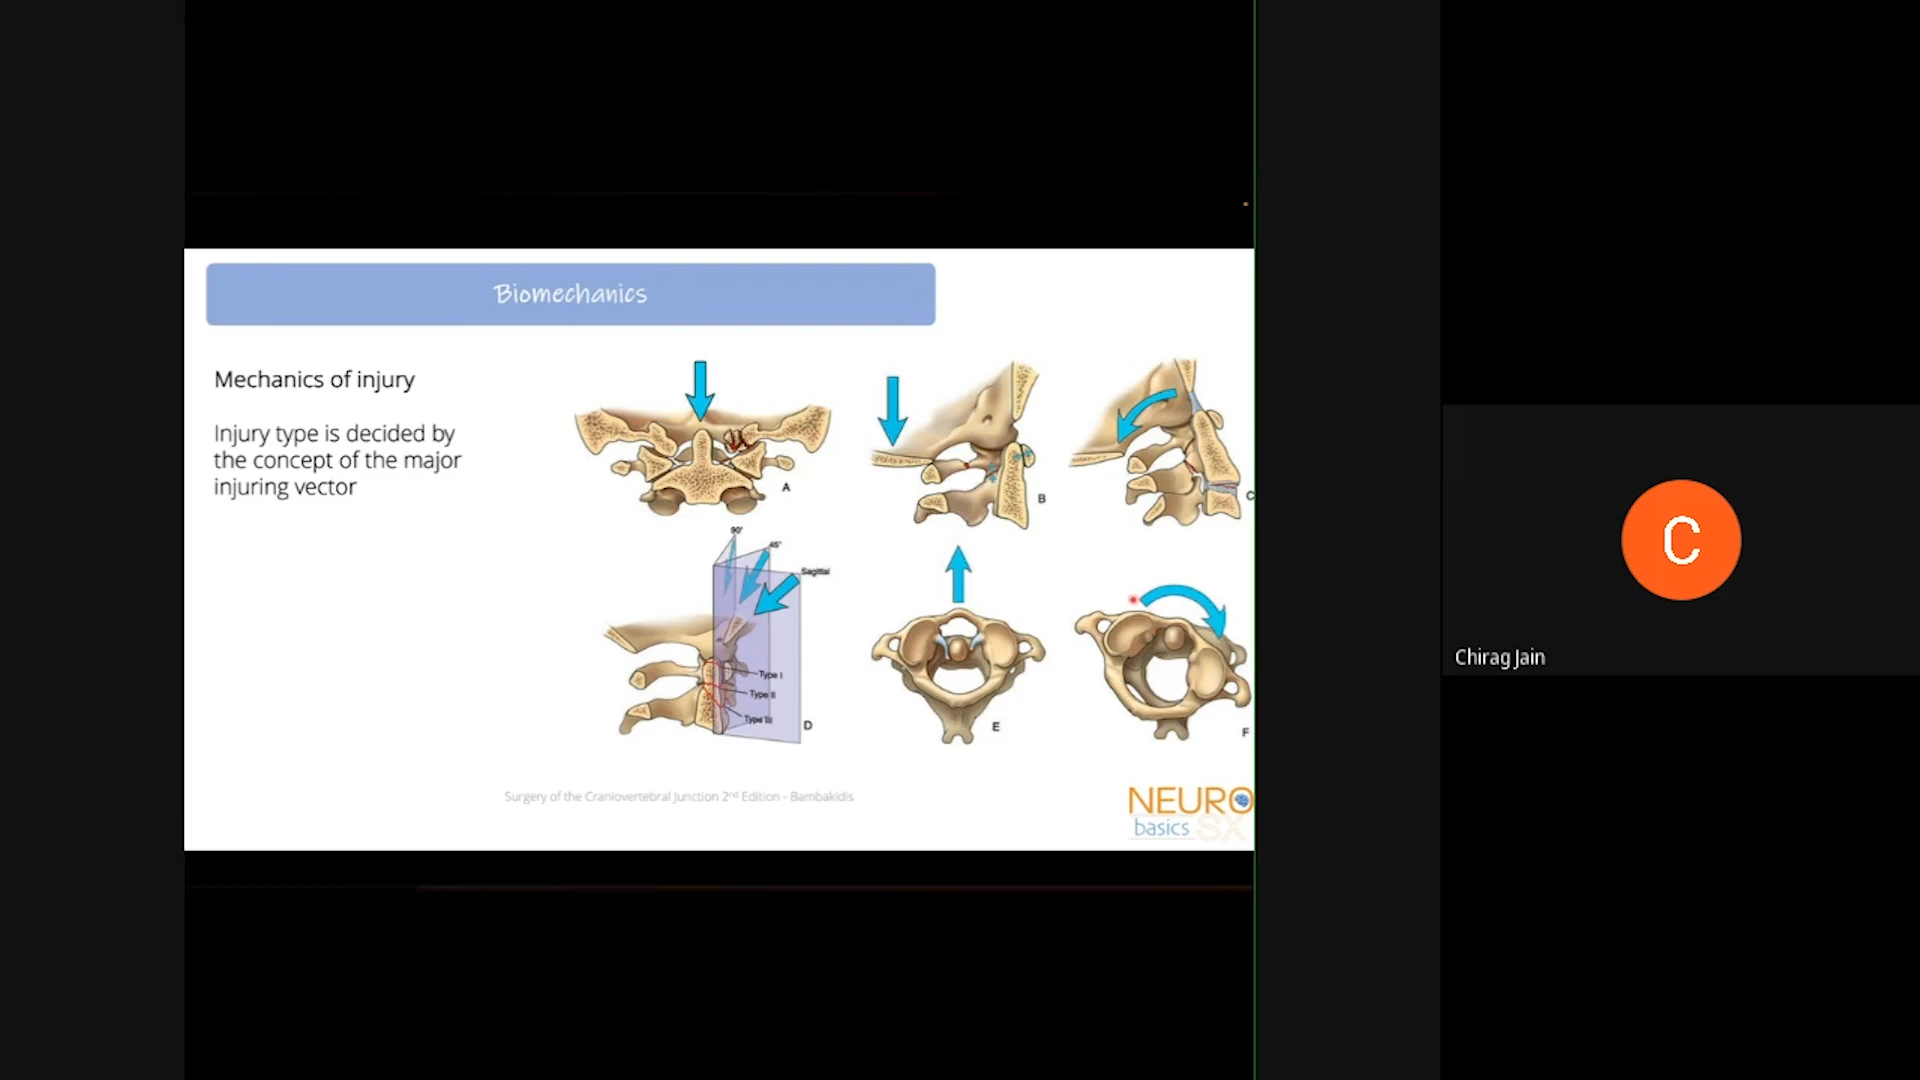 Biomechanics
Mechanics of injury
Injury type is decided by
the concept of the major
injuring vector
A
B
C
90°
45°
Sagittal
Type I
Type II
Type III
D
E
F
Surgery of the Craniovertebral Junction 2nd Edition - Bambakidis
NEURO
basics SX
C
Chirag Jain